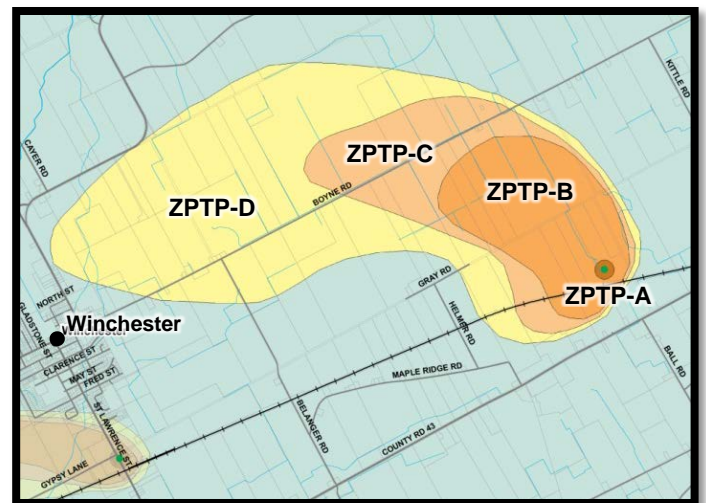 KITTLE RD
CAYER RD
ZPTP-C
ZPTP-B
BOYNE RD
ZPTP-D
GRAY RD
ZPTP-A
NORTH ST
HELMER RD
GLADSTONE ST
Winchester
CLARENCE ST
MAY ST
FRED ST
MAPLE RIDGE RD
BALL RD
ST LAWRENCE ST
BELANGER RD
COUNTY RD 43
GYPSY LANE